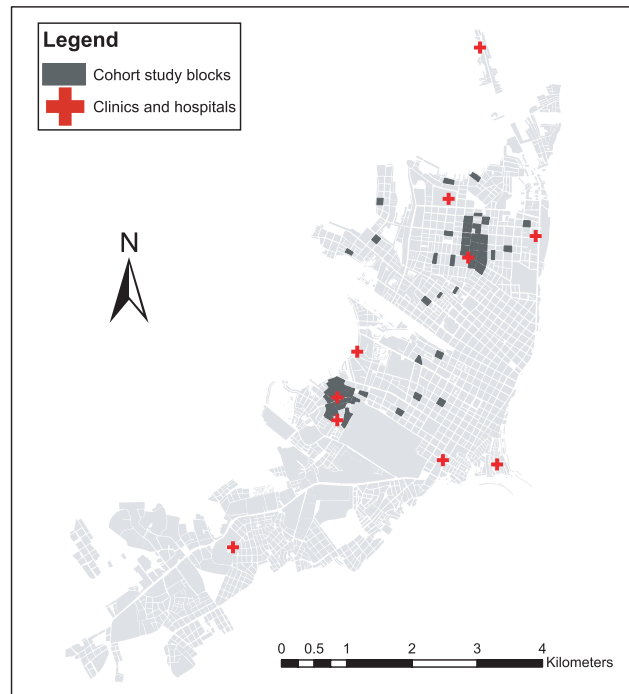 Legend
Cohort study blocks
Clinics and hospitals
N
0 0.5 1 2 3 4
Kilometers